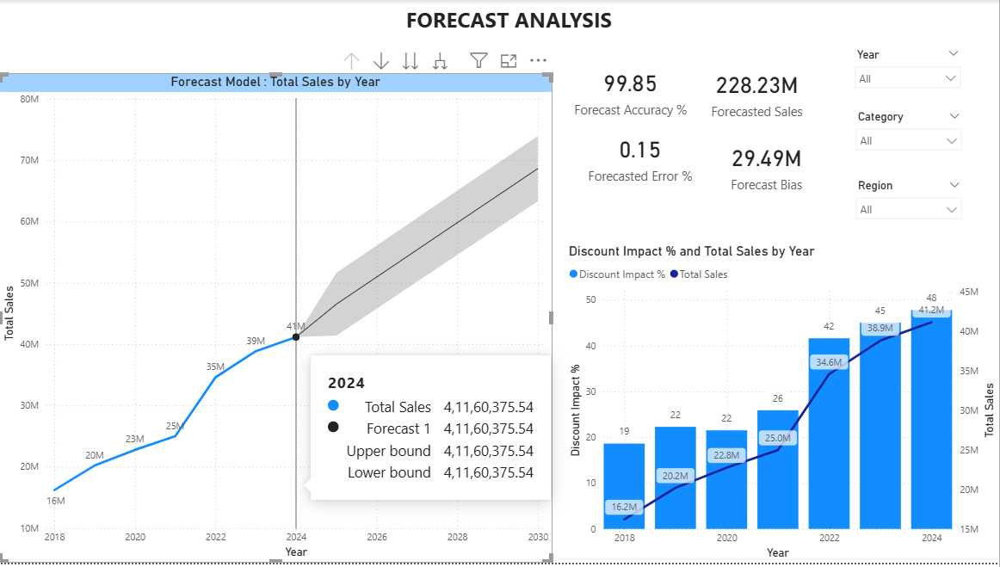 FORECAST ANALYSIS
Forecast Model : Total Sales by Year
80M
70M
60M
50M
40M
30M
20M
10M
Total Sales
16M
20M
23M
25M
35M
39M
41M
2018
2020
2022
2024
2026
2028
2030
Year
2024
Total Sales 4,11,60,375.54
Forecast 1 4,11,60,375.54
Upper bound 4,11,60,375.54
Lower bound 4,11,60,375.54
99.85
Forecast Accuracy %
228.23M
Forecasted Sales
0.15
Forecasted Error %
29.49M
Forecast Bias
Year
All
Category
All
Region
All
Discount Impact % and Total Sales by Year
Discount Impact % Total Sales
50
40
30
20
10
0
Discount Impact %
19
22
22
26
42
45
48
16.2M
20.2M
22.8M
25.0M
34.6M
38.9M
41.2M
45M
40M
35M
30M
25M
20M
15M
Total Sales
2018
2020
2022
2024
Year